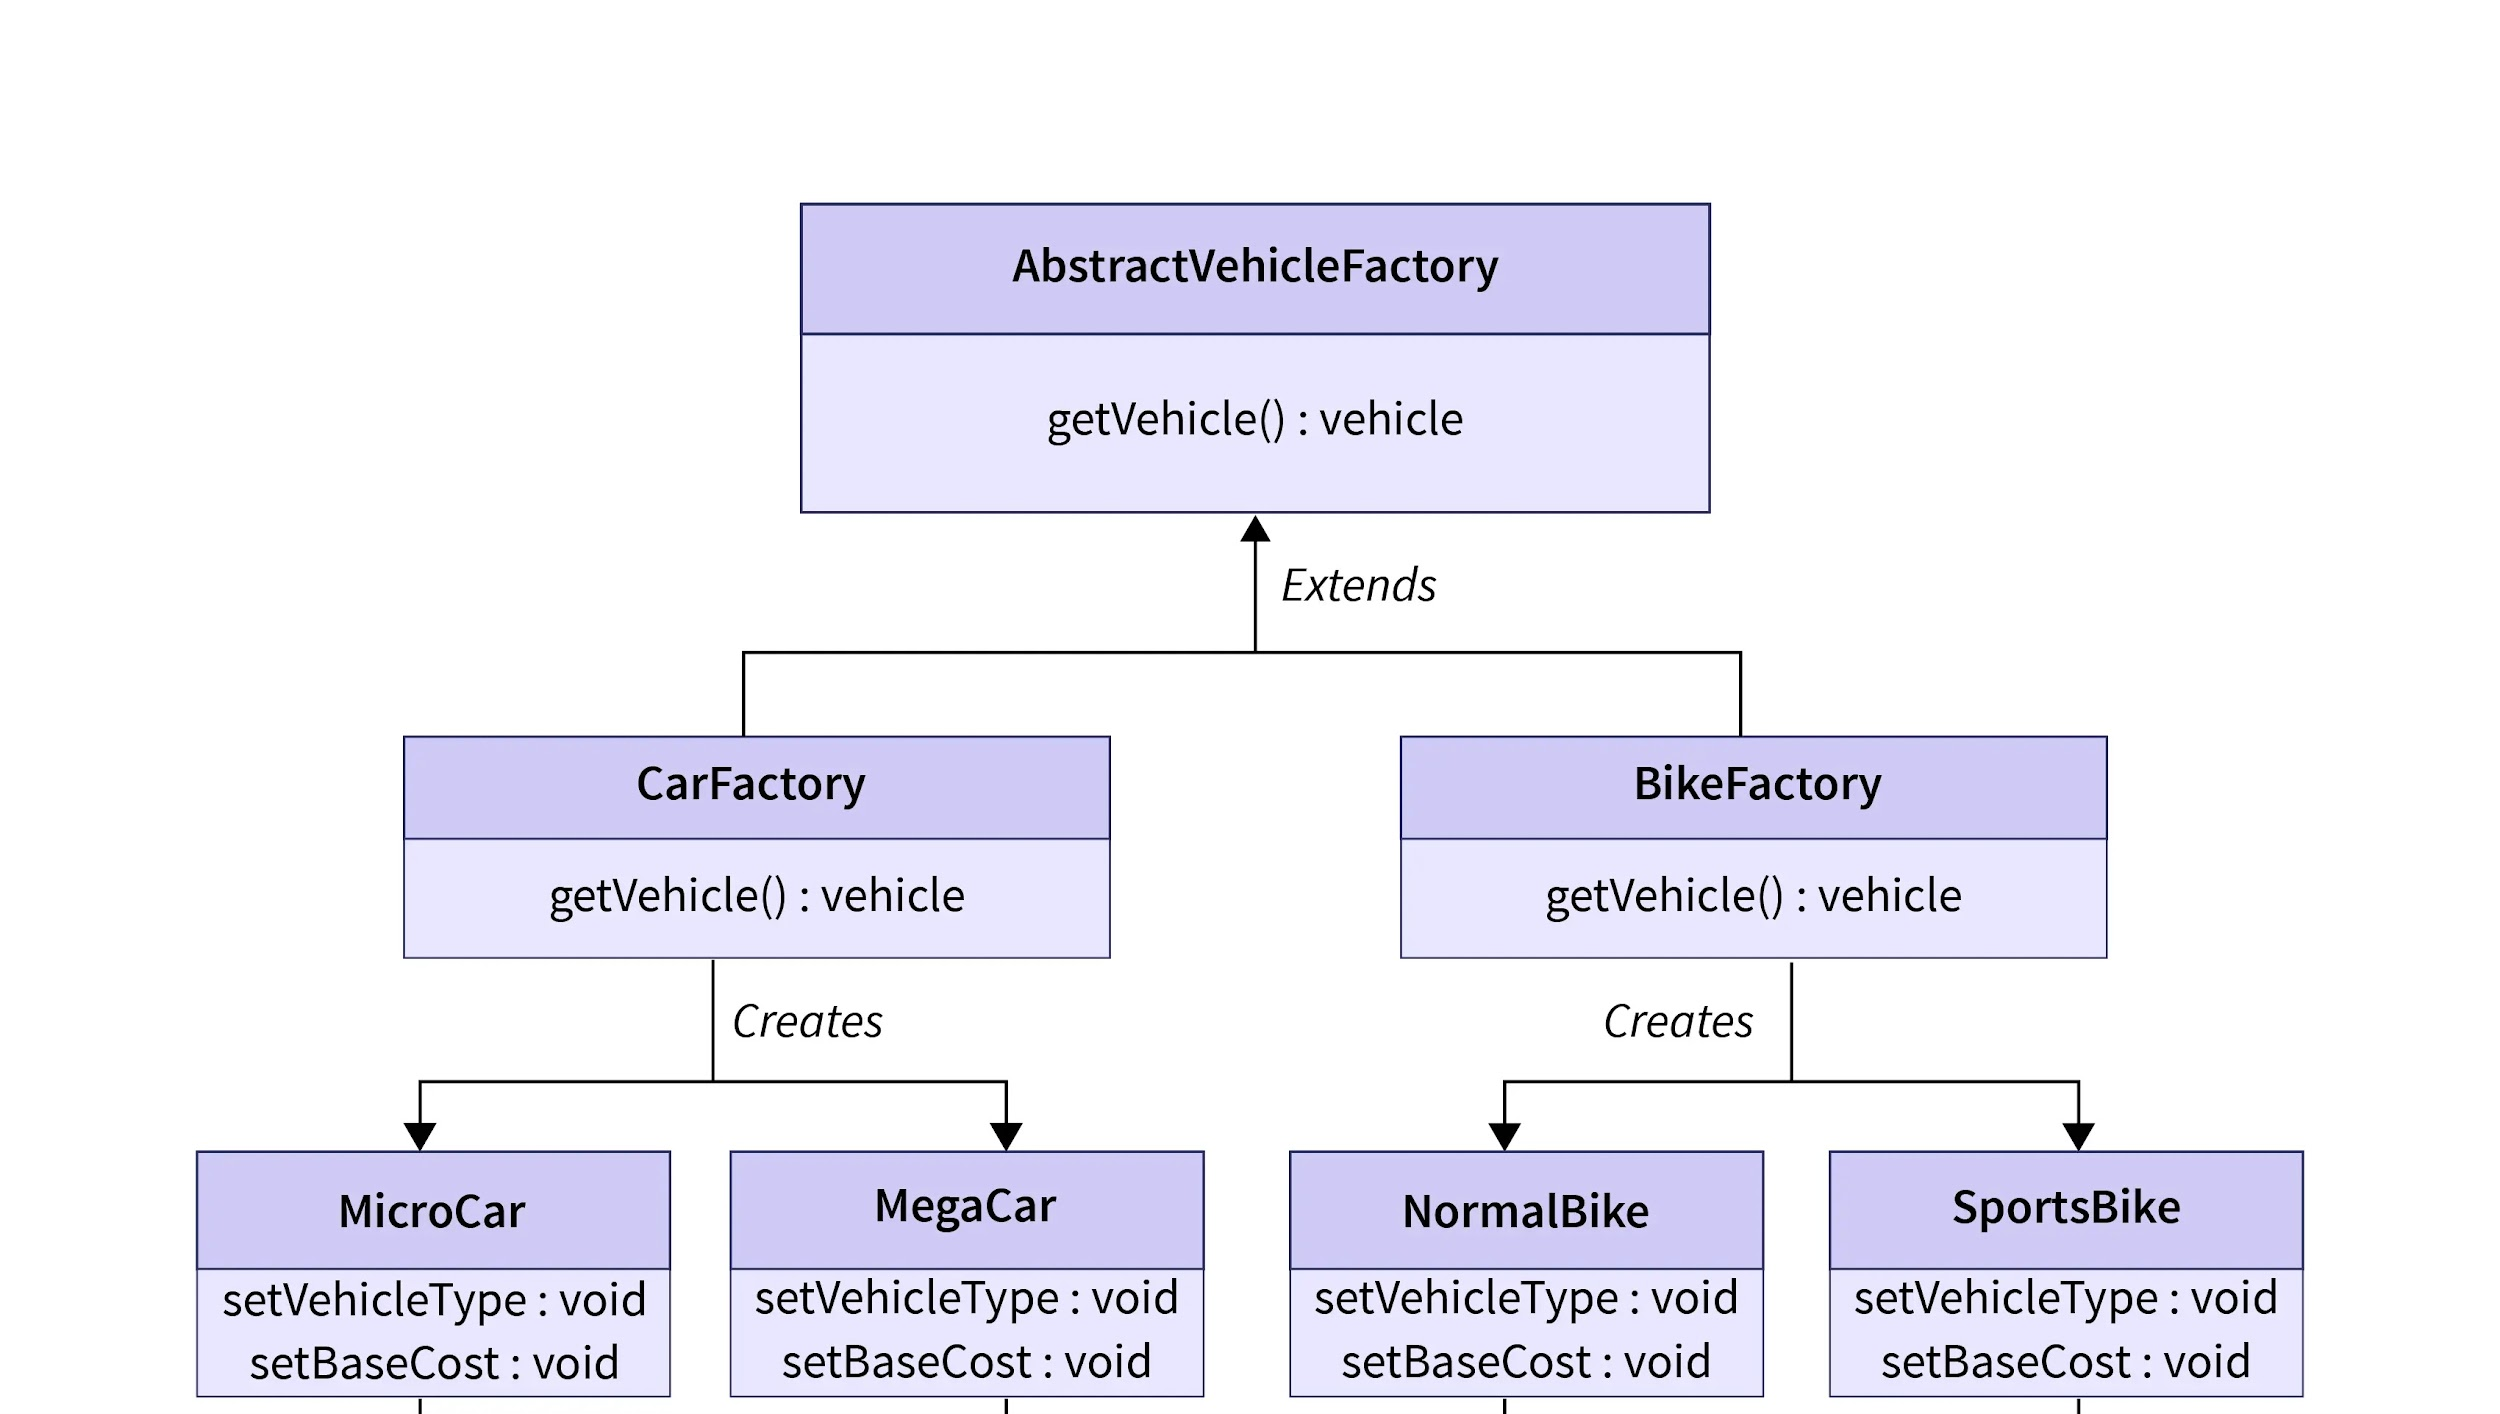 AbstractVehicleFactory
getVehicle() : vehicle
Extends
CarFactory
getVehicle() : vehicle
BikeFactory
getVehicle() : vehicle
Creates
Creates
MicroCar
setVehicleType : void
setBaseCost : void
MegaCar
setVehicleType : void
setBaseCost : void
NormalBike
setVehicleType : void
setBaseCost : void
SportsBike
setVehicleType : void
setBaseCost : void